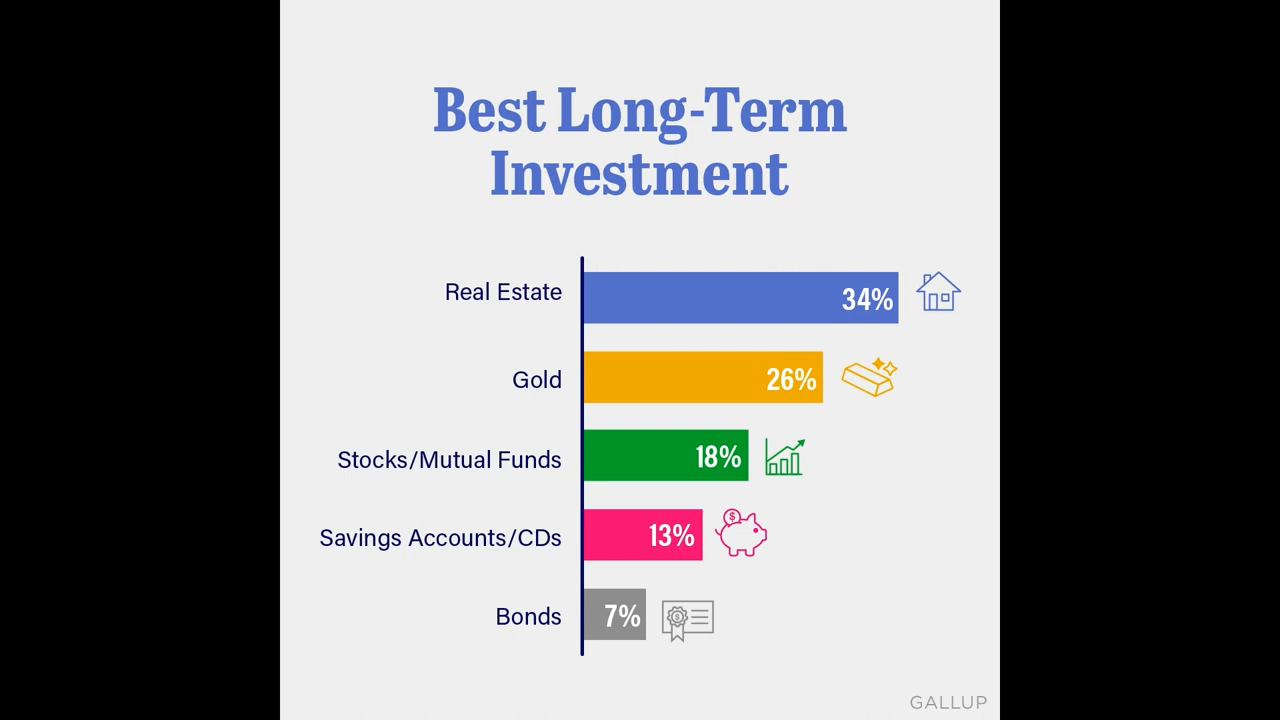 Best Long-Term
Investment
Real Estate 34%
Gold 26%
Stocks/Mutual Funds 18%
Savings Accounts/CDs 13% $
Bonds 7% $
GALLUP